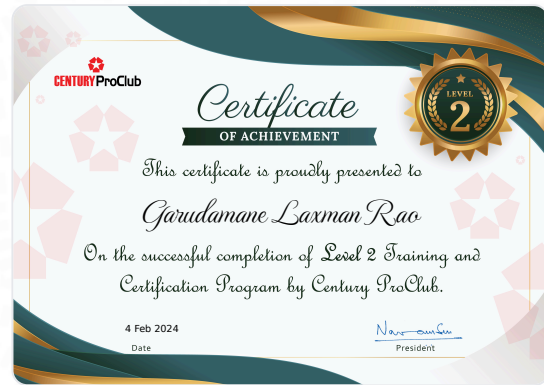 CENTURY ProClub
Certificate
OF ACHIEVEMENT
LEVEL
2
This certificate is proudly presented to
Garudamane Laxman Rao
On the successful completion of Level 2 Training and
Certification Program by Century ProClub.
4 Feb 2024
Date
President